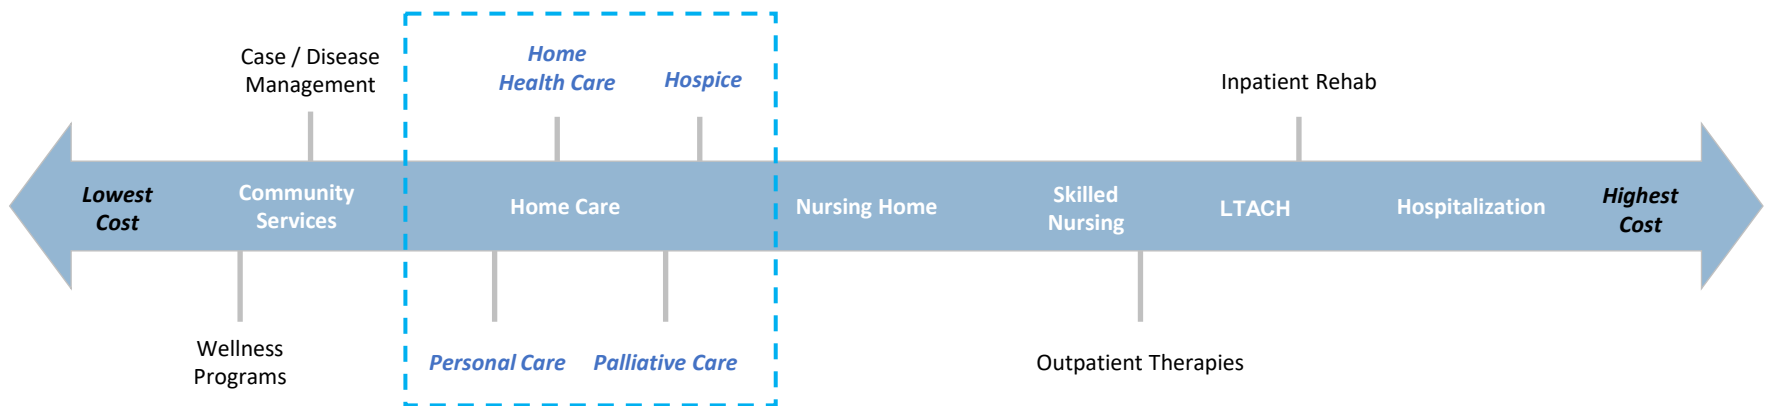 Case / Disease
Management
Home
Health Care
Hospice
Inpatient Rehab
Lowest
Cost
Community
Services
Home Care
Nursing Home
Skilled
Nursing
LTACH
Hospitalization
Highest
Cost
Wellness
Programs
Personal Care
Palliative Care
Outpatient Therapies